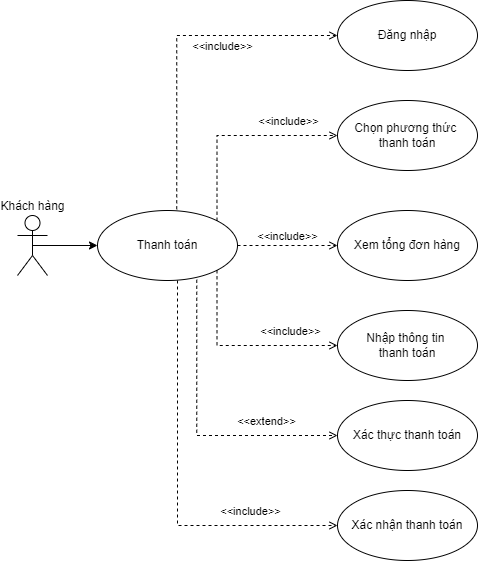 Đăng nhập
<<include>>
Chọn phương thức
thanh toán
<<include>>
Khách hàng
Thanh toán
<<include>>
Xem tổng đơn hàng
<<include>>
Nhập thông tin
thanh toán
<<extend>>
Xác thực thanh toán
<<include>>
Xác nhận thanh toán